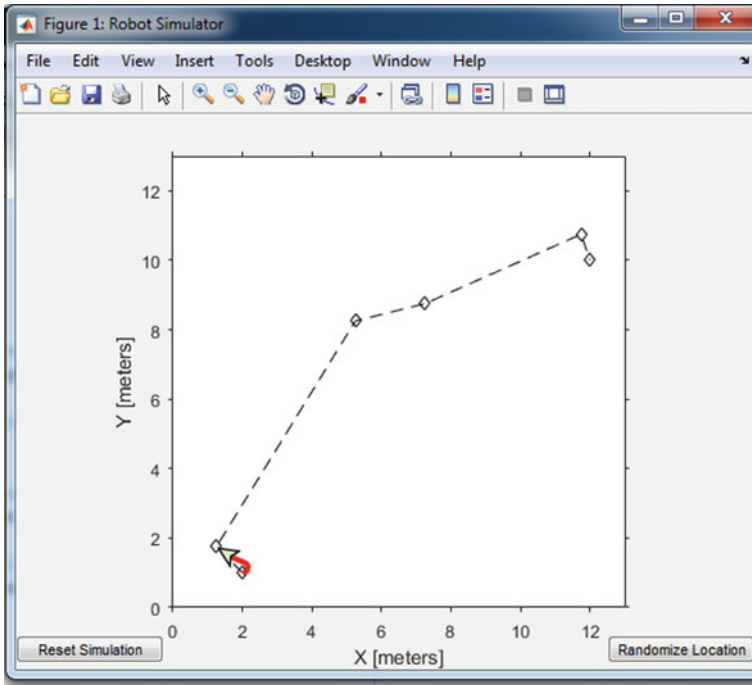 Figure 1: Robot Simulator
File Edit View Insert Tools Desktop Window Help
12
10
8
6
4
2
0
Y [meters]
0 2 4 6 8 10 12
X [meters]
Reset Simulation
Randomize Location